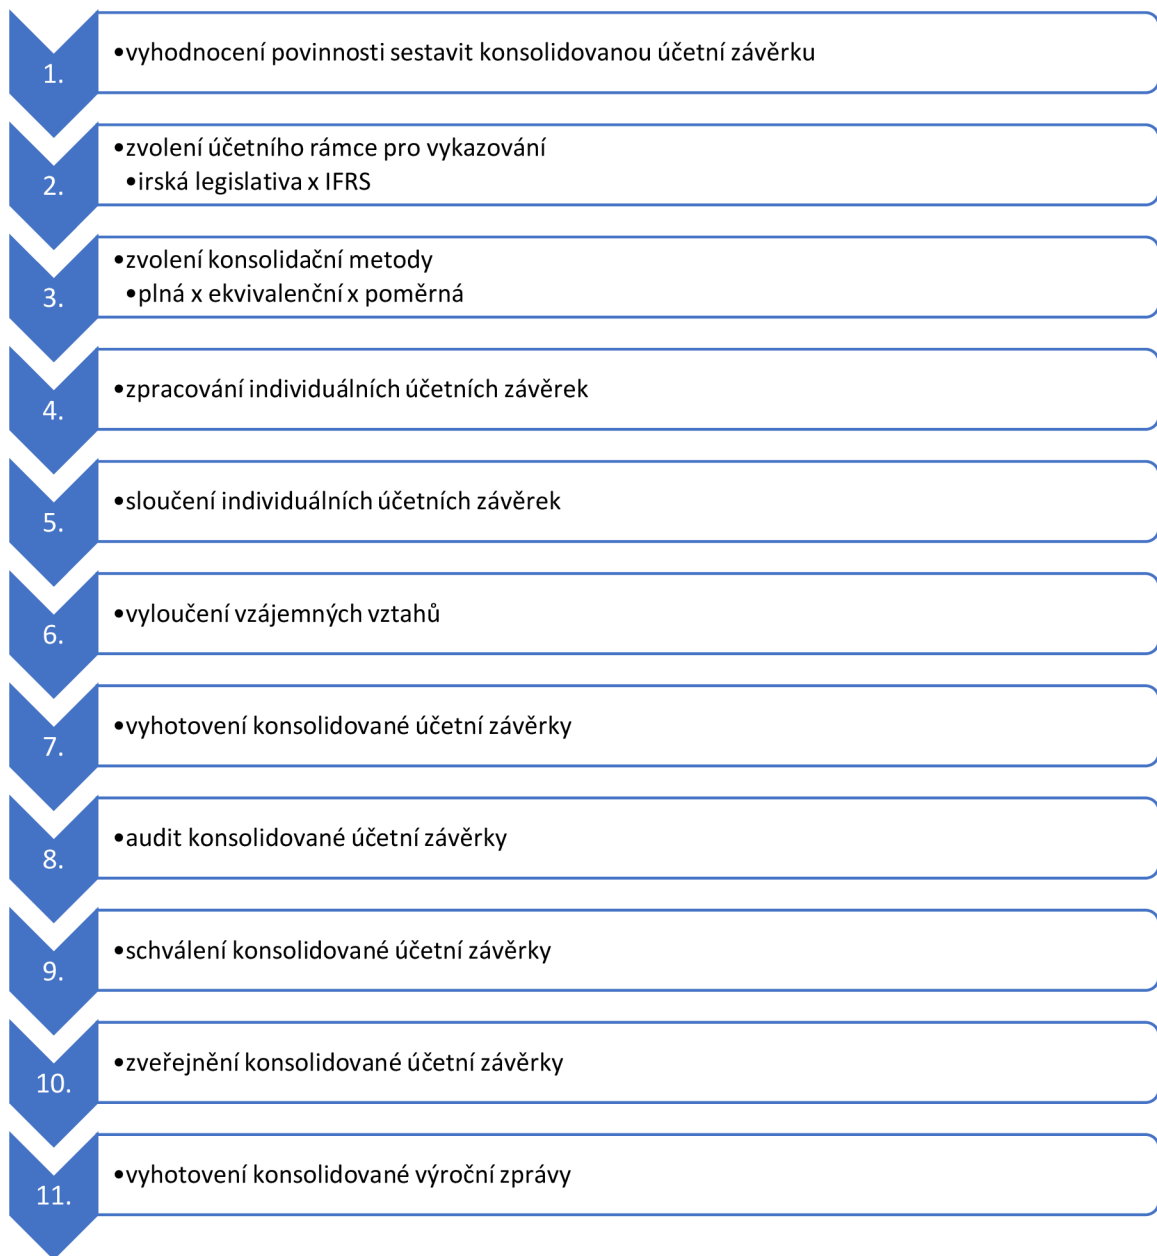 1.
•vyhodnocení povinnosti sestavit konsolidovanou účetní závěrku
2.
•zvolení účetního rámce pro vykazování
•irská legislativa x IFRS
3.
•zvolení konsolidační metody
•plná x ekvivalenční x poměrná
4.
•zpracování individuálních účetních závěrek
5.
•sloučení individuálních účetních závěrek
6.
•vyloučení vzájemných vztahů
7.
•vyhotovení konsolidované účetní závěrky
8.
•audit konsolidované účetní závěrky
9.
•schválení konsolidované účetní závěrky
10.
•zveřejnění konsolidované účetní závěrky
11.
•vyhotovení konsolidované výroční zprávy